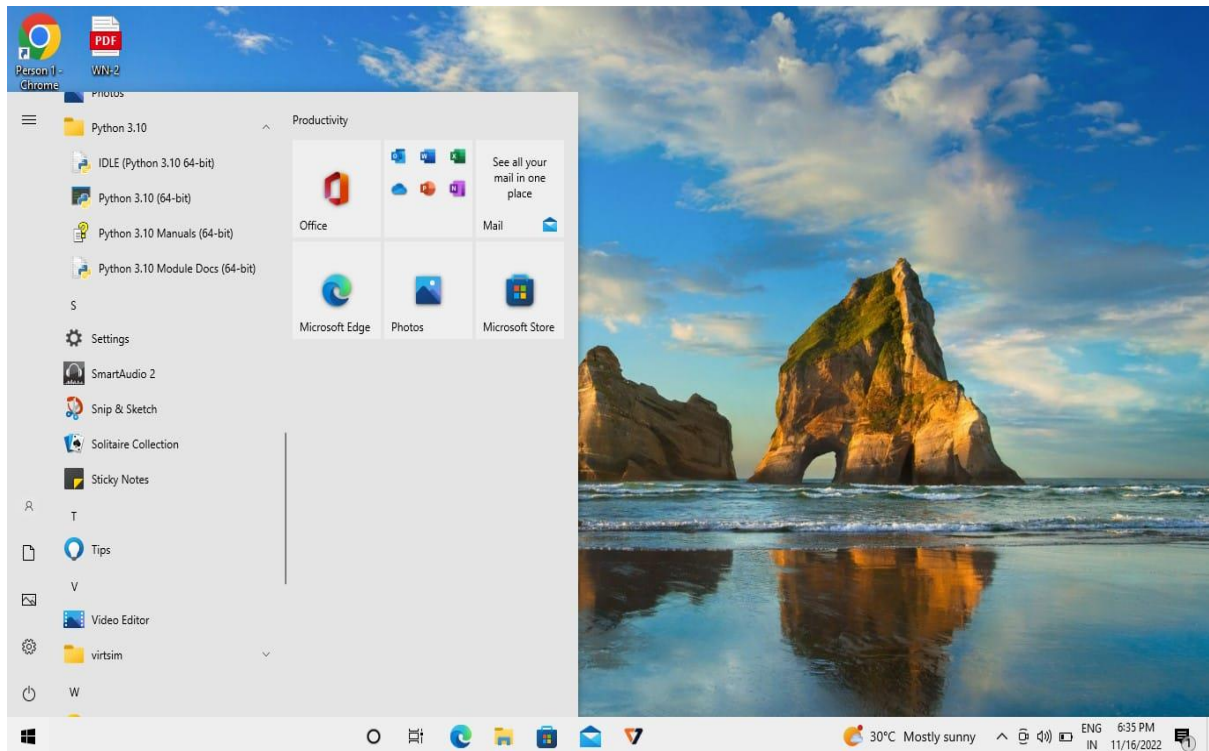 Person 1 -
Chrome
PDF
WN-2
Photos
Python 3.10
IDLE (Python 3.10 64-bit)
Python 3.10 (64-bit)
Python 3.10 Manuals (64-bit)
Python 3.10 Module Docs (64-bit)
S
Settings
SmartAudio 2
Snip & Sketch
Solitaire Collection
Sticky Notes
T
Tips
V
Video Editor
virtsim
W
Productivity
Office
See all your
mail in one
place
Mail
Microsoft Edge
Photos
Microsoft Store
30°C Mostly sunny
ENG
IN
6:35 PM
11/16/2022
1